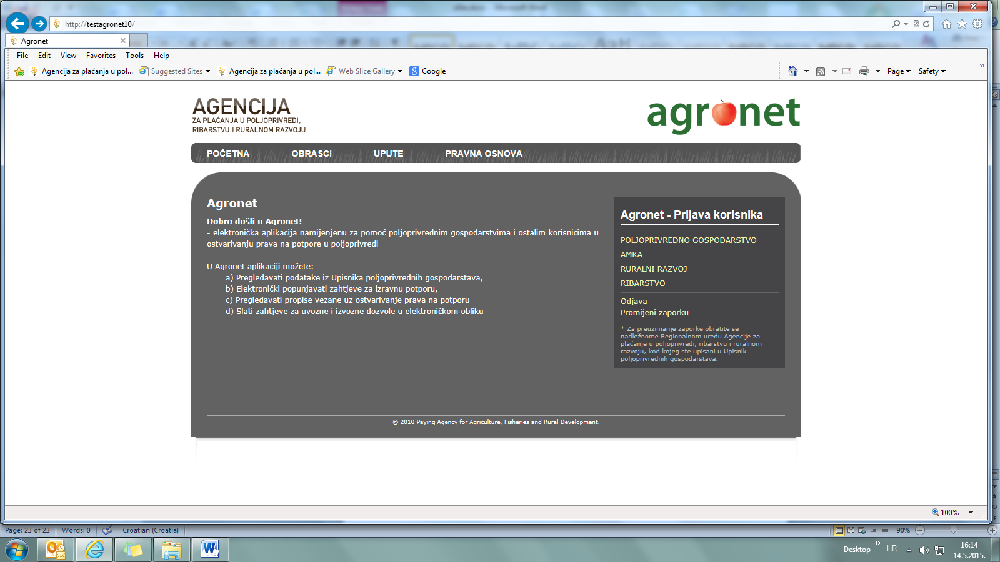 http://testagronet10/
Agronet
File Edit View Favorites Tools Help
Agencija za plaćanja u pol... Suggested Sites Agencija za plaćanja u pol... Web Slice Gallery Google
Page Safety
AGENCIJA
ZA PLAĆANJA U POLJOPRIVREDI,
RIBARSTVU I RURALNOM RAZVOJU
agronet
POČETNA OBRASCI UPUTE PRAVNA OSNOVA
Agronet
Dobro došli u Agronet!
- elektronička aplikacija namijenjenu za pomoć poljoprivrednim gospodarstvima i ostalim korisnicima u
ostvarivanju prava na potpore u poljoprivredi
U Agronet aplikaciji možete:
a) Pregledavati podatake iz Upisnika poljoprivrednih gospodarstava,
b) Elektronički popunjavati zahtjeve za izravnu potporu,
c) Pregledavati propise vezane uz ostvarivanje prava na potporu
d) Slati zahtjeve za uvozne i izvozne dozvole u elektroničkom obliku
Agronet - Prijava korisnika
POLJOPRIVREDNO GOSPODARSTVO
AMKA
RURALNI RAZVOJ
RIBARSTVO
Odjava
Promijeni zaporku
* Za preuzimanje zaporke obratite se
nadležnome Regionalnom uredu Agencije za
plaćanje u poljoprivredi, ribarstvu i ruralnom
razvoju, kod kojeg ste upisani u Upisnik
poljoprivrednih gospodarstava.
© 2010 Paying Agency for Agriculture, Fisheries and Rural Development.
100%
Page: 23 of 23 Words: 0 Croatian (Croatia) 90%
Desktop HR 16:14
14.5.2015.